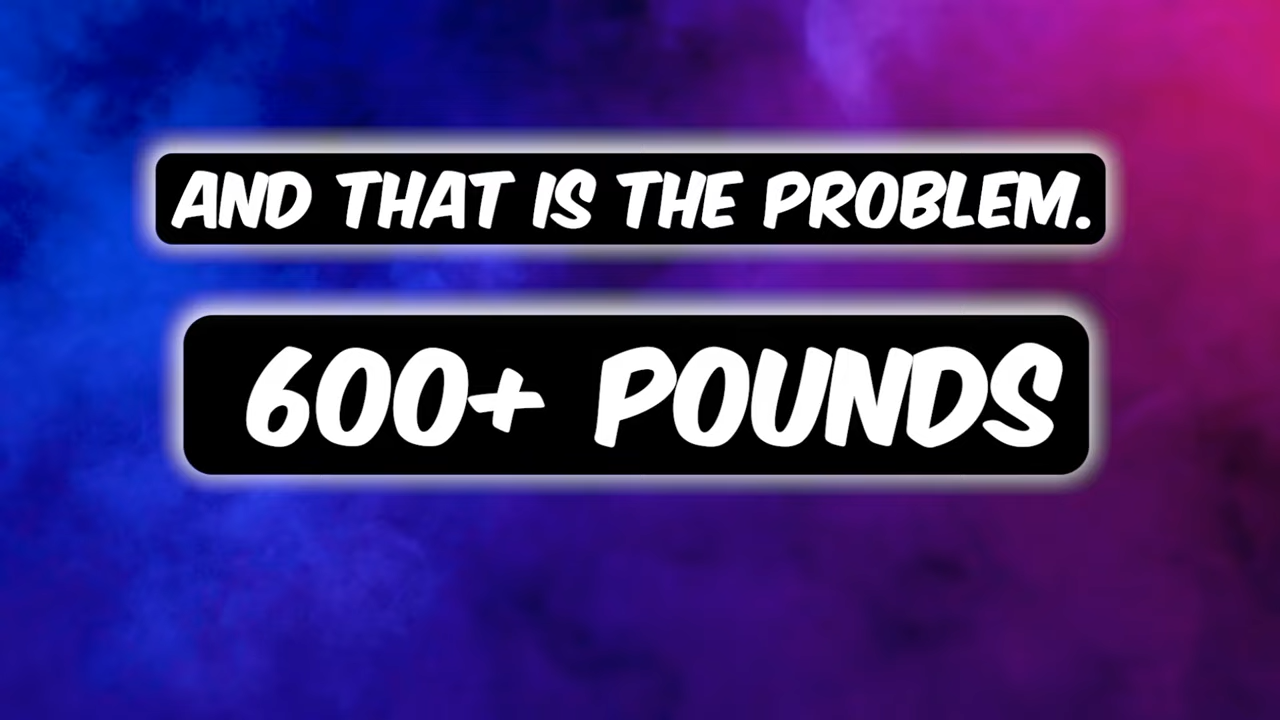 AND THAT IS THE PROBLEM.
600+ POUNDS